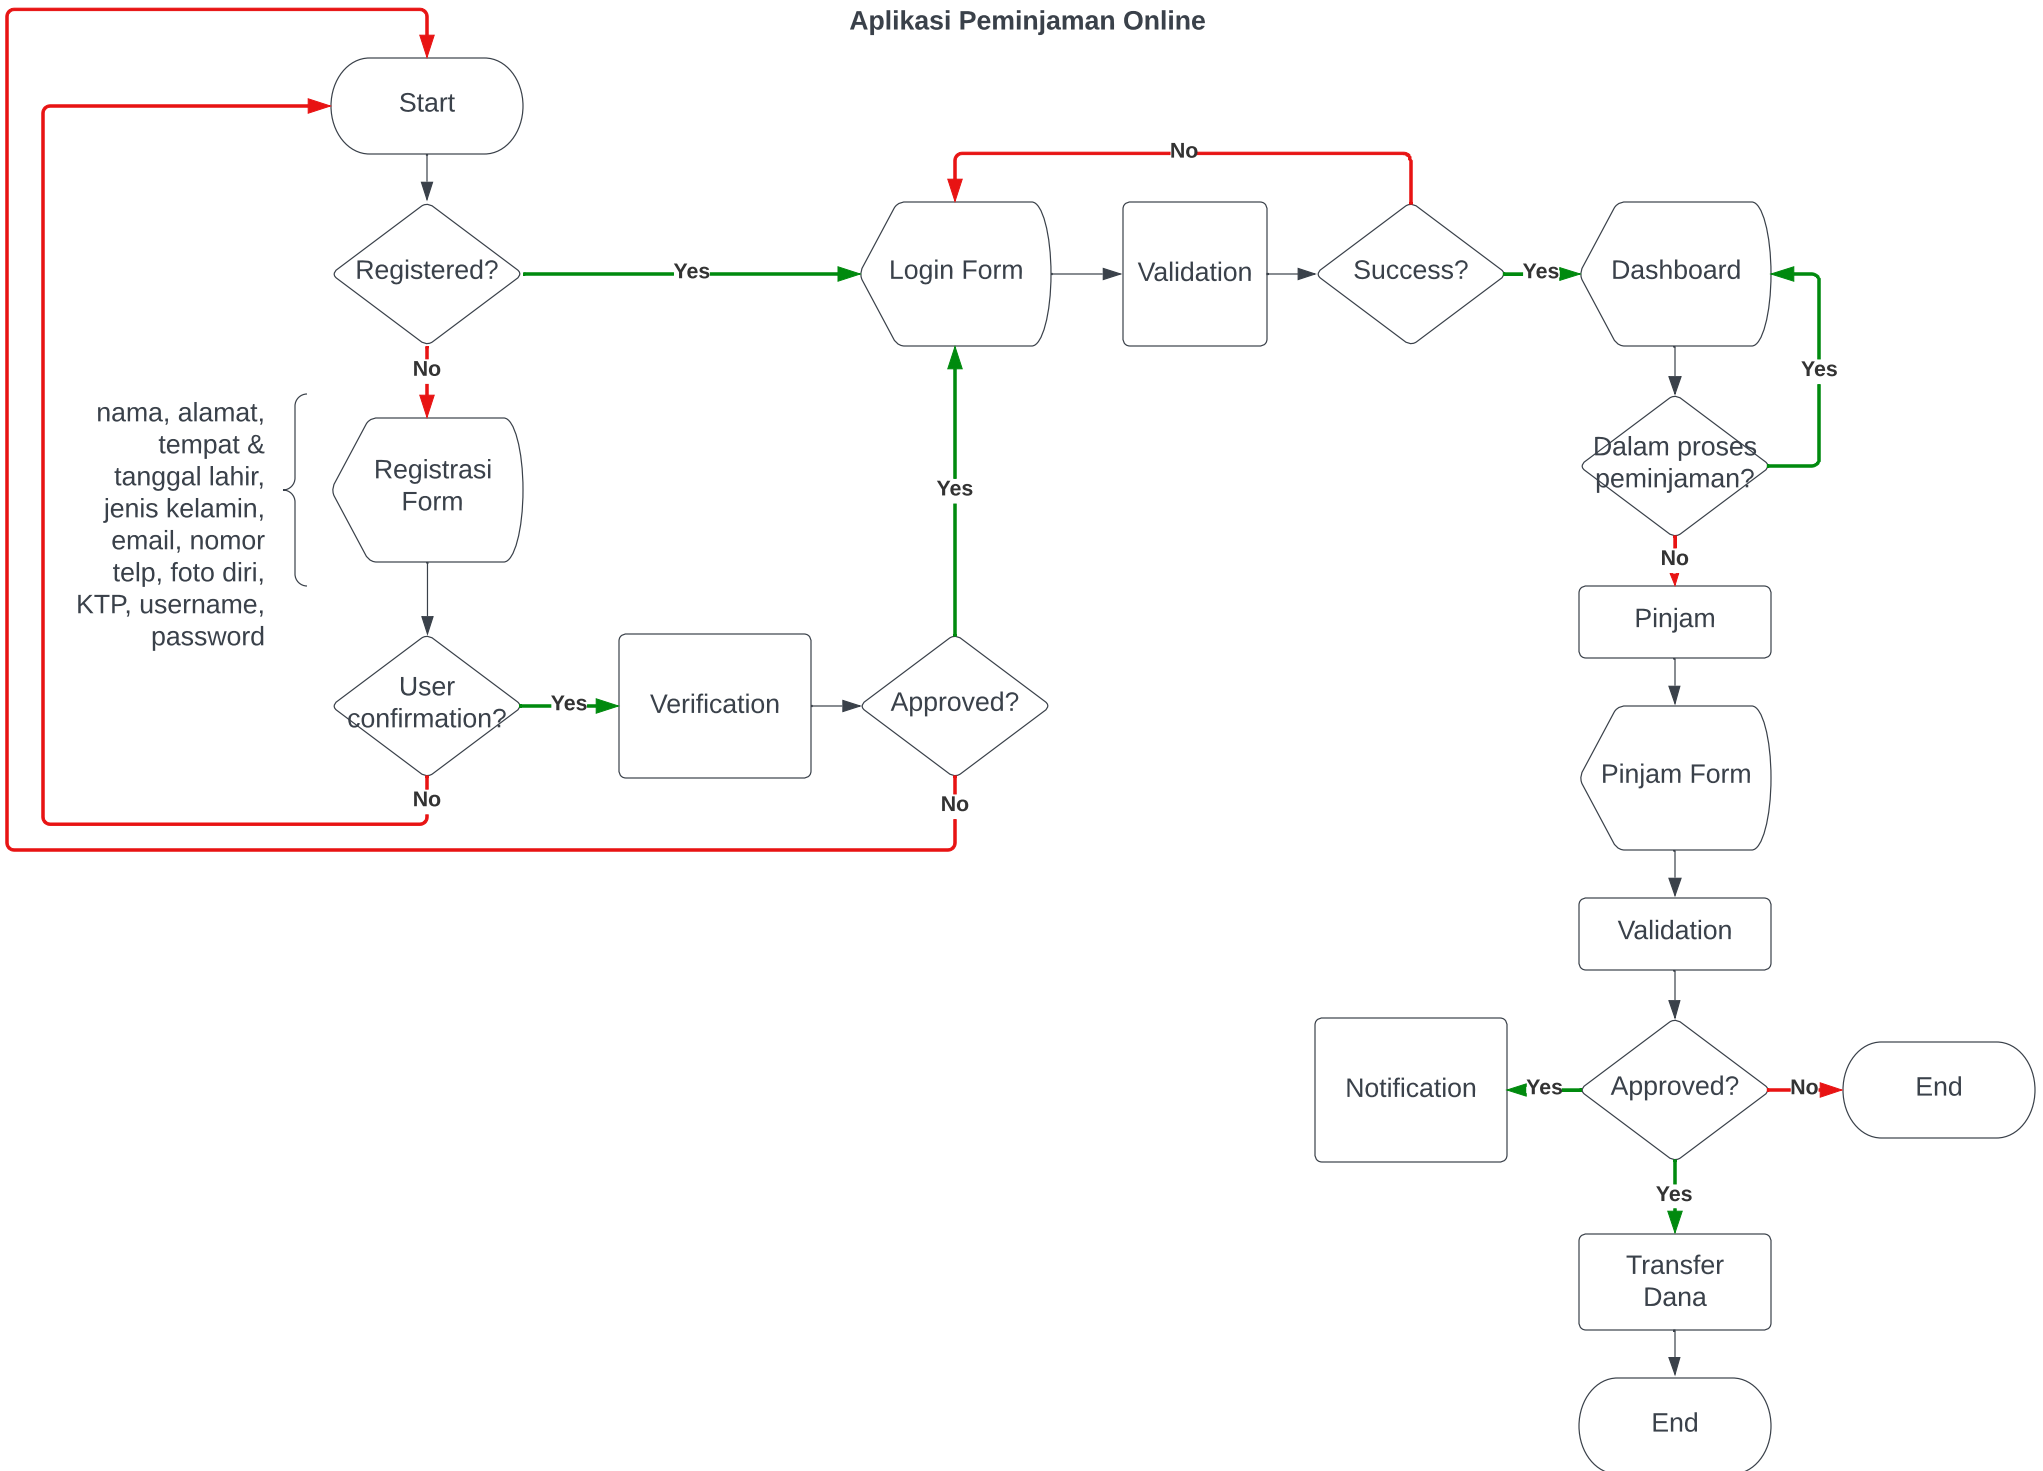 Aplikasi Peminjaman Online
Start
Registered?
Yes
No
Registrasi
Form
nama, alamat,
tempat &
tanggal lahir,
jenis kelamin,
email, nomor
telp, foto diri,
KTP, username,
password
User
confirmation?
Yes
No
Verification
Approved?
Yes
No
Login Form
Validation
Success?
No
Yes
Dashboard
Dalam proses
peminjaman?
Yes
No
Pinjam
Pinjam Form
Validation
Approved?
Yes
Notification
No
End
Yes
Transfer
Dana
End